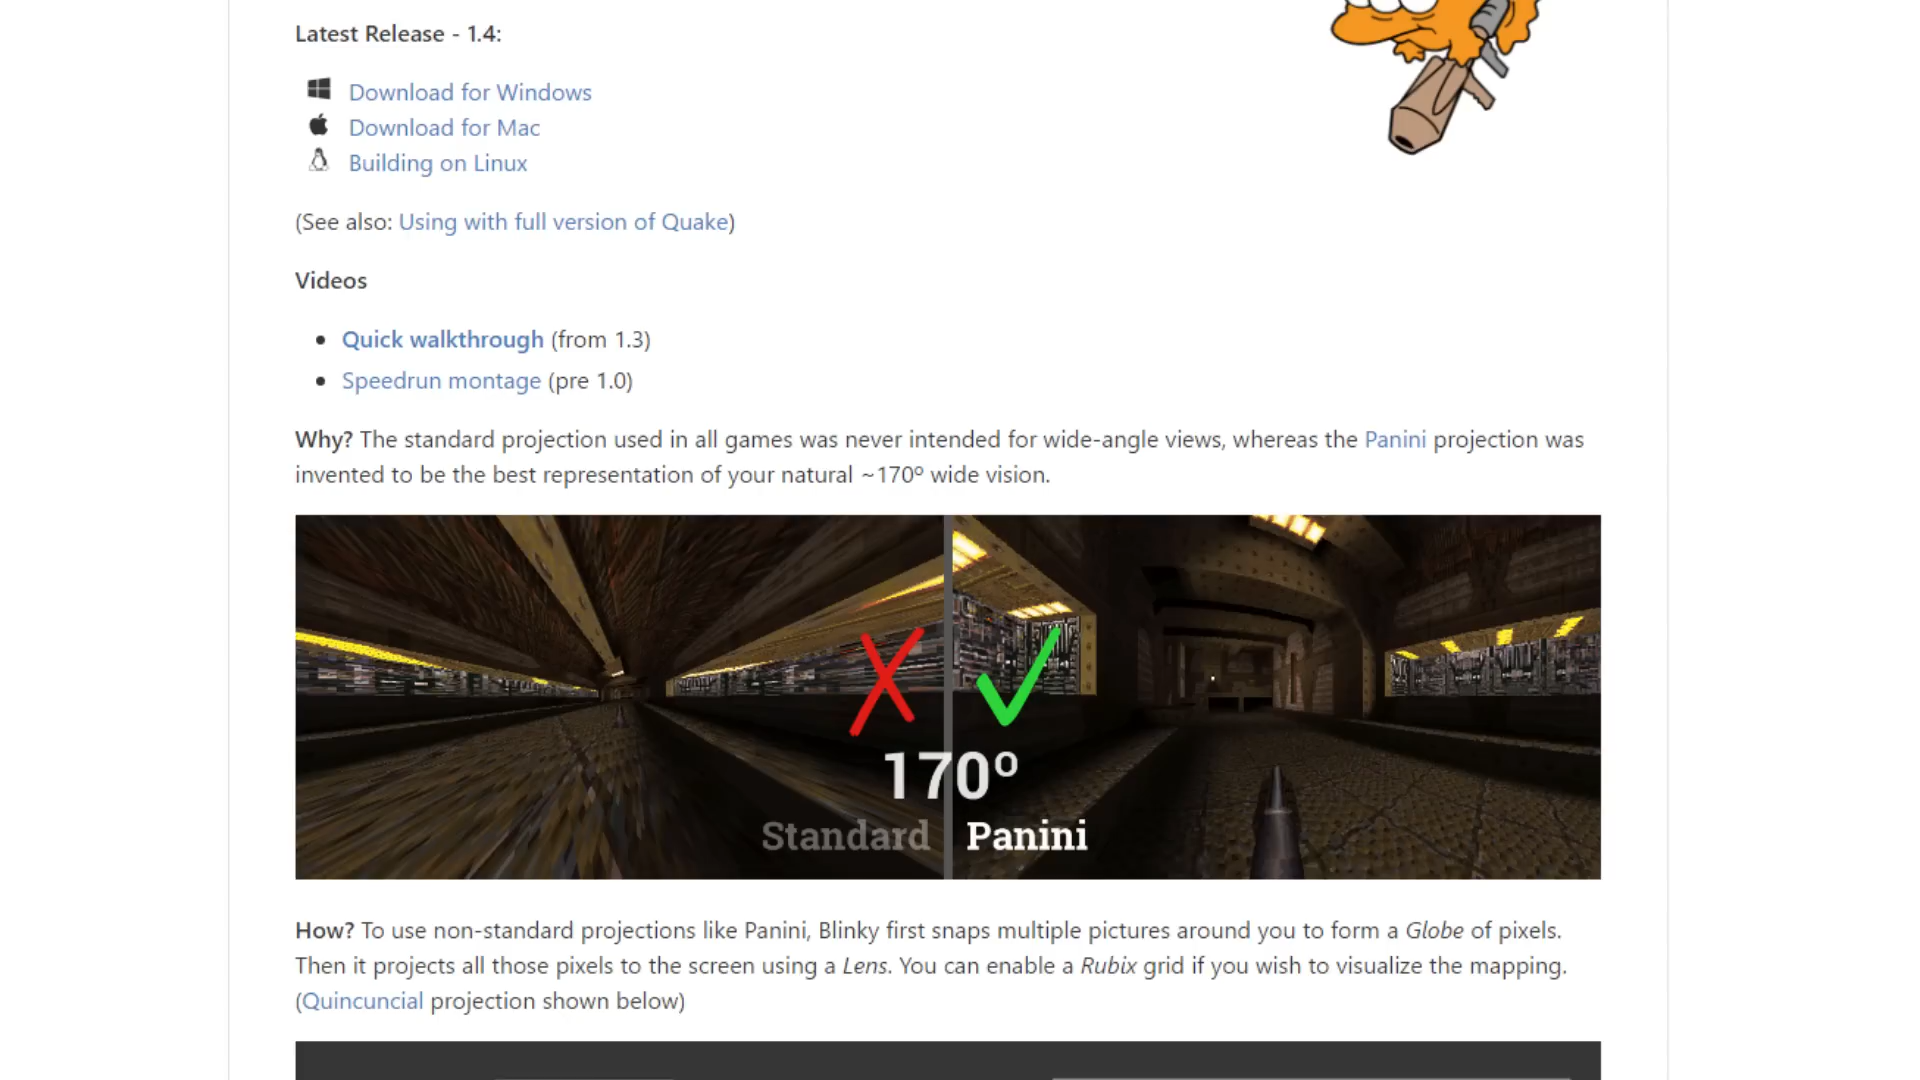 Latest Release - 1.4:
Download for Windows
Download for Mac
Building on Linux
(See also: Using with full version of Quake)
Videos
Quick walkthrough (from 1.3)
Speedrun montage (pre 1.0)
Why? The standard projection used in all games was never intended for wide-angle views, whereas the Panini projection was
invented to be the best representation of your natural ~170º wide vision.
170º
Standard Panini
How? To use non-standard projections like Panini, Blinky first snaps multiple pictures around you to form a Globe of pixels.
Then it projects all those pixels to the screen using a Lens. You can enable a Rubix grid if you wish to visualize the mapping.
(Quincuncial projection shown below)